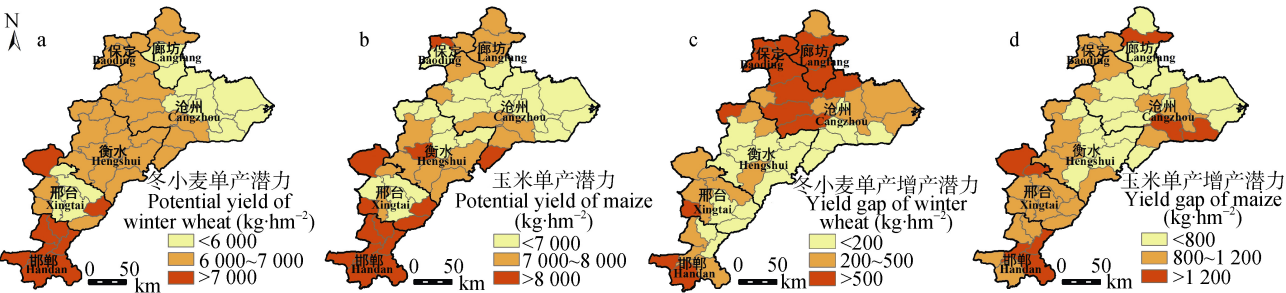 N
a
保定
Baoding
廊坊
Langfang
沧州
Cangzhou
衡水
Hengshui
邢台
Xingtai
邯郸
Handan
冬小麦单产潜力
Potential yield of
winter wheat (kg·hm⁻²)
<6 000
6 000~7 000
>7 000
0 50
km
b
保定
Baoding
廊坊
Langfang
沧州
Cangzhou
衡水
Hengshui
邢台
Xingtai
邯郸
Handan
玉米单产潜力
Potential yield of maize
(kg·hm⁻²)
<7 000
7 000~8 000
>8 000
0 50
km
c
保定
Baoding
廊坊
Langfang
沧州
Cangzhou
衡水
Hengshui
邢台
Xingtai
邯郸
Handan
冬小麦单产增产潜力
Yield gap of winter
wheat (kg·hm⁻²)
<200
200~500
>500
0 50
km
d
保定
Baoding
廊坊
Langfang
沧州
Cangzhou
衡水
Hengshui
邢台
Xingtai
邯郸
Handan
玉米单产增产潜力
Yield gap of maize
(kg·hm⁻²)
<800
800~1 200
>1 200
0 50
km